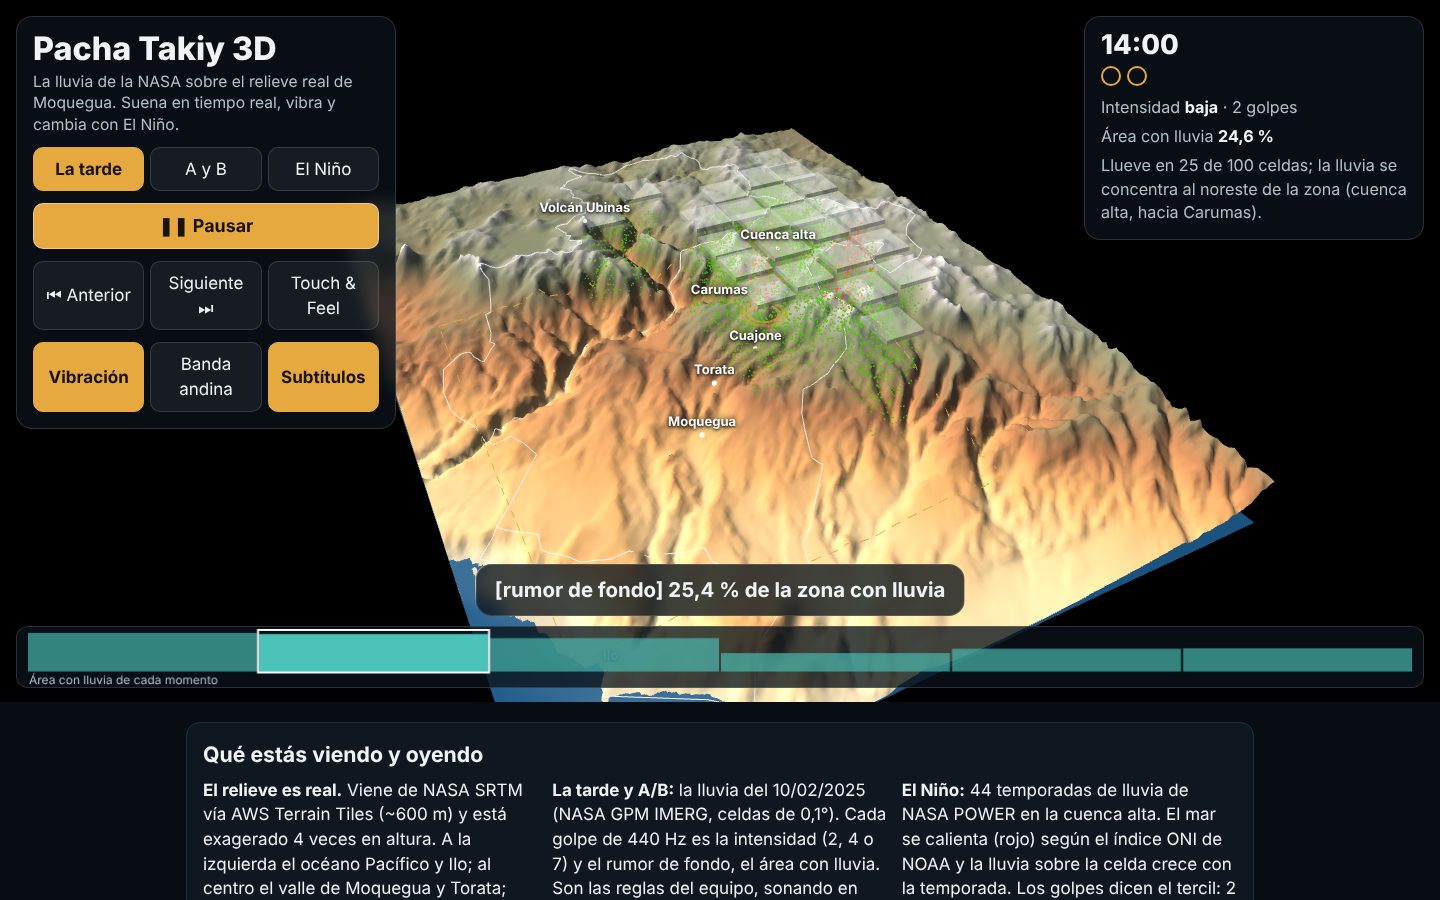 Pacha Takiy 3D
La lluvia de la NASA sobre el relieve real de
Moquegua. Suena en tiempo real, vibra y
cambia con El Niño.
La tarde
A y B
El Niño
❚❚ Pausar
⏮ Anterior
Siguiente
⏭
Touch &
Feel
Vibración
Banda
andina
Subtítulos
14:00
Intensidad baja · 2 golpes
Área con lluvia 24,6 %
Llueve en 25 de 100 celdas; la lluvia se
concentra al noreste de la zona (cuenca
alta, hacia Carumas).
Volcán Ubinas
Cuenca alta
Carumas
Cuajone
Torata
Moquegua
[rumor de fondo] 25,4 % de la zona con lluvia
Ilo
Área con lluvia de cada momento
Qué estás viendo y oyendo
El relieve es real. Viene de NASA SRTM
vía AWS Terrain Tiles (~600 m) y está
exagerado 4 veces en altura. A la
izquierda el océano Pacífico y Ilo; al
centro el valle de Moquegua y Torata;
La tarde y A/B: la lluvia del 10/02/2025
(NASA GPM IMERG, celdas de 0,1°). Cada
golpe de 440 Hz es la intensidad (2, 4 o
7) y el rumor de fondo, el área con lluvia.
Son las reglas del equipo, sonando en
El Niño: 44 temporadas de lluvia de
NASA POWER en la cuenca alta. El mar
se calienta (rojo) según el índice ONI de
NOAA y la lluvia sobre la celda crece con
la temporada. Los golpes dicen el tercil: 2